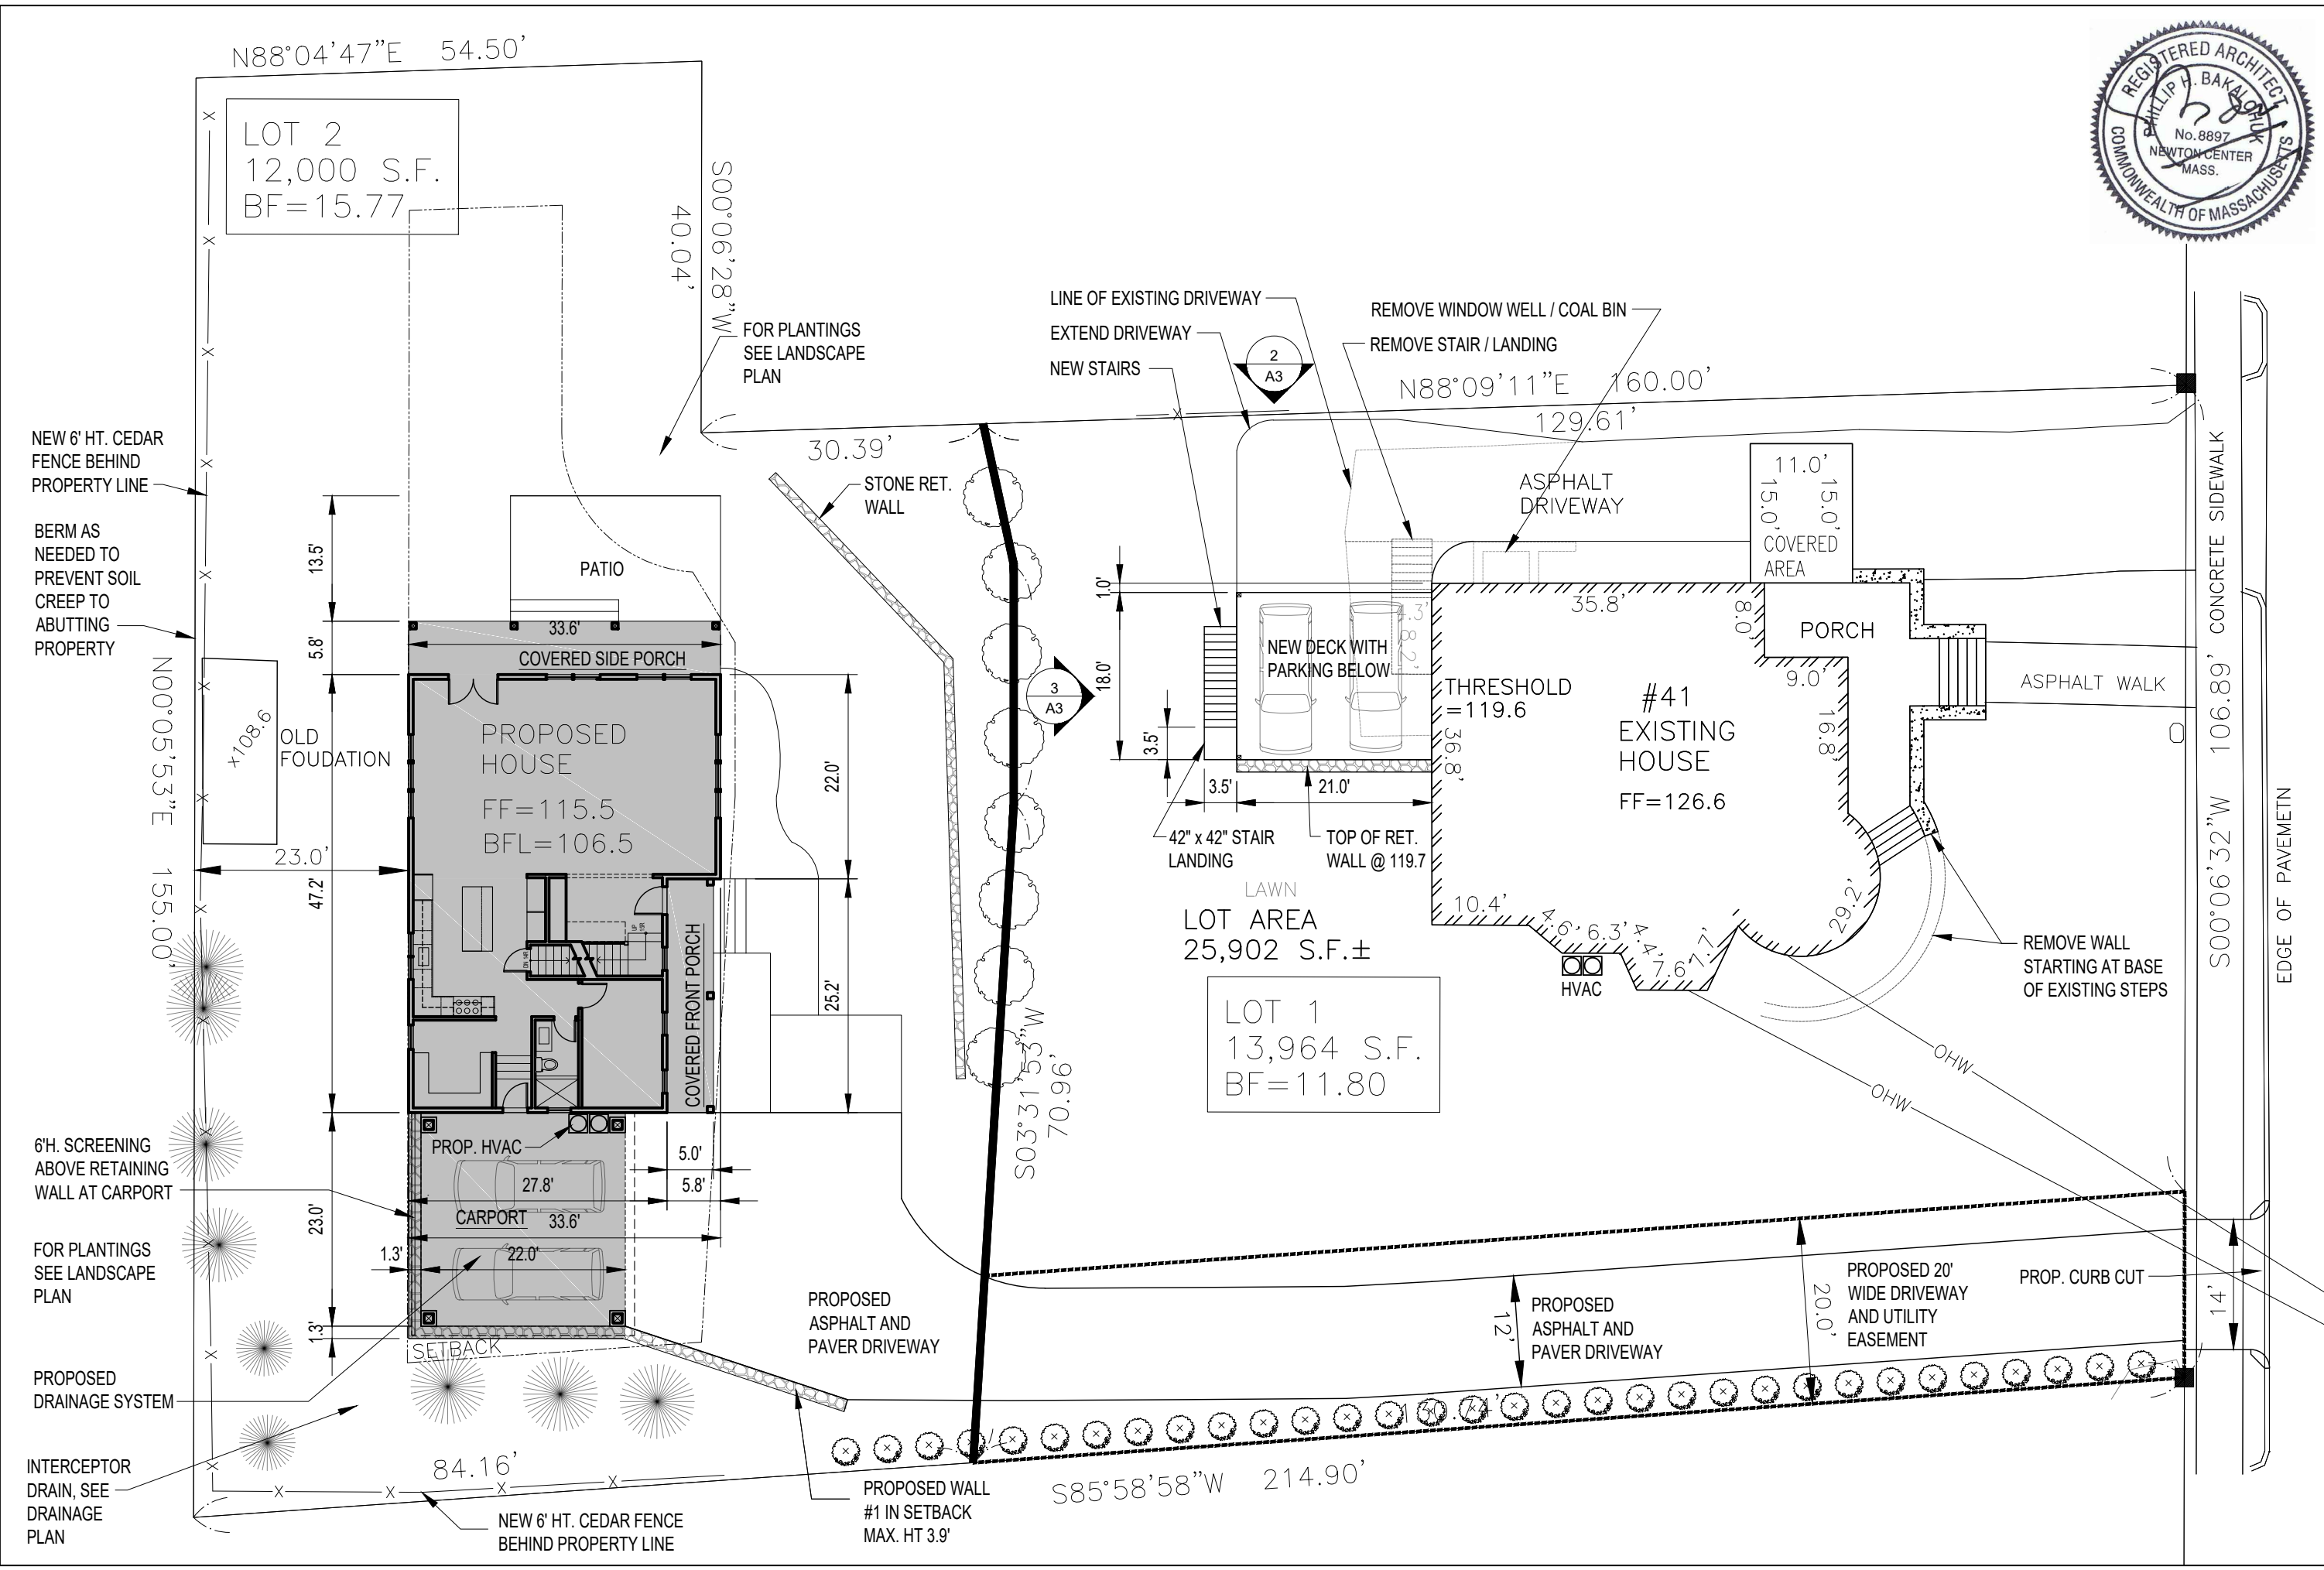 N88°04'47"E 54.50'
LOT 2
12,000 S.F.
BF=15.77
S00°06'28"W
40.04'
REGISTERED ARCHITECT
PHILLIP H. BAKALCHUK
No.8897
NEWTON CENTER
MASS.
COMMONWEALTH OF MASSACHUSETTS
FOR PLANTINGS
SEE LANDSCAPE
PLAN
LINE OF EXISTING DRIVEWAY
EXTEND DRIVEWAY
NEW STAIRS
2
A3
REMOVE WINDOW WELL / COAL BIN
REMOVE STAIR / LANDING
N88°09'11"E 160.00'
129.61'
30.39'
STONE RET.
WALL
ASPHALT
DRIVEWAY
11.0'
15.0'
15.0'
COVERED
AREA
CONCRETE SIDEWALK
NEW 6' HT. CEDAR
FENCE BEHIND
PROPERTY LINE
BERM AS
NEEDED TO
PREVENT SOIL
CREEP TO
ABUTTING
PROPERTY
N00°05'53"E 155.00'
13.5'
PATIO
5.8'
33.6'
COVERED SIDE PORCH
x108.6
OLD
FOUDATION
23.0'
47.2'
PROPOSED
HOUSE
FF=115.5
BFL=106.5
22.0'
25.2'
UP
DN
COVERED FRONT PORCH
3
A3
1.0'
18.0'
3.5'
3.5'
21.0'
NEW DECK WITH
PARKING BELOW
4.3'
8.2'
THRESHOLD
=119.6
36.8'
35.8'
8.0'
PORCH
9.0'
16.8'
#41
EXISTING
HOUSE
FF=126.6
ASPHALT WALK
S00°06'32"W 106.89'
EDGE OF PAVEMETN
42" x 42" STAIR
LANDING
TOP OF RET.
WALL @ 119.7
LAWN
LOT AREA
25,902 S.F.±
10.4'
4.6'
6.3'
4.4'
7.6'
7.7'
29.2'
HVAC
REMOVE WALL
STARTING AT BASE
OF EXISTING STEPS
LOT 1
13,964 S.F.
BF=11.80
OHW
OHW
S03°31'53"W
70.96'
6'H. SCREENING
ABOVE RETAINING
WALL AT CARPORT
PROP. HVAC
5.0'
5.8'
27.8'
CARPORT
33.6'
1.3'
22.0'
23.0'
1.3'
SETBACK
FOR PLANTINGS
SEE LANDSCAPE
PLAN
PROPOSED
DRAINAGE SYSTEM
INTERCEPTOR
DRAIN, SEE
DRAINAGE
PLAN
84.16'
NEW 6' HT. CEDAR FENCE
BEHIND PROPERTY LINE
PROPOSED
ASPHALT AND
PAVER DRIVEWAY
PROPOSED WALL
#1 IN SETBACK
MAX. HT 3.9'
12'
PROPOSED
ASPHALT AND
PAVER DRIVEWAY
20.0'
PROPOSED 20'
WIDE DRIVEWAY
AND UTILITY
EASEMENT
PROP. CURB CUT
14'
130.74'
S85°58'58"W 214.90'